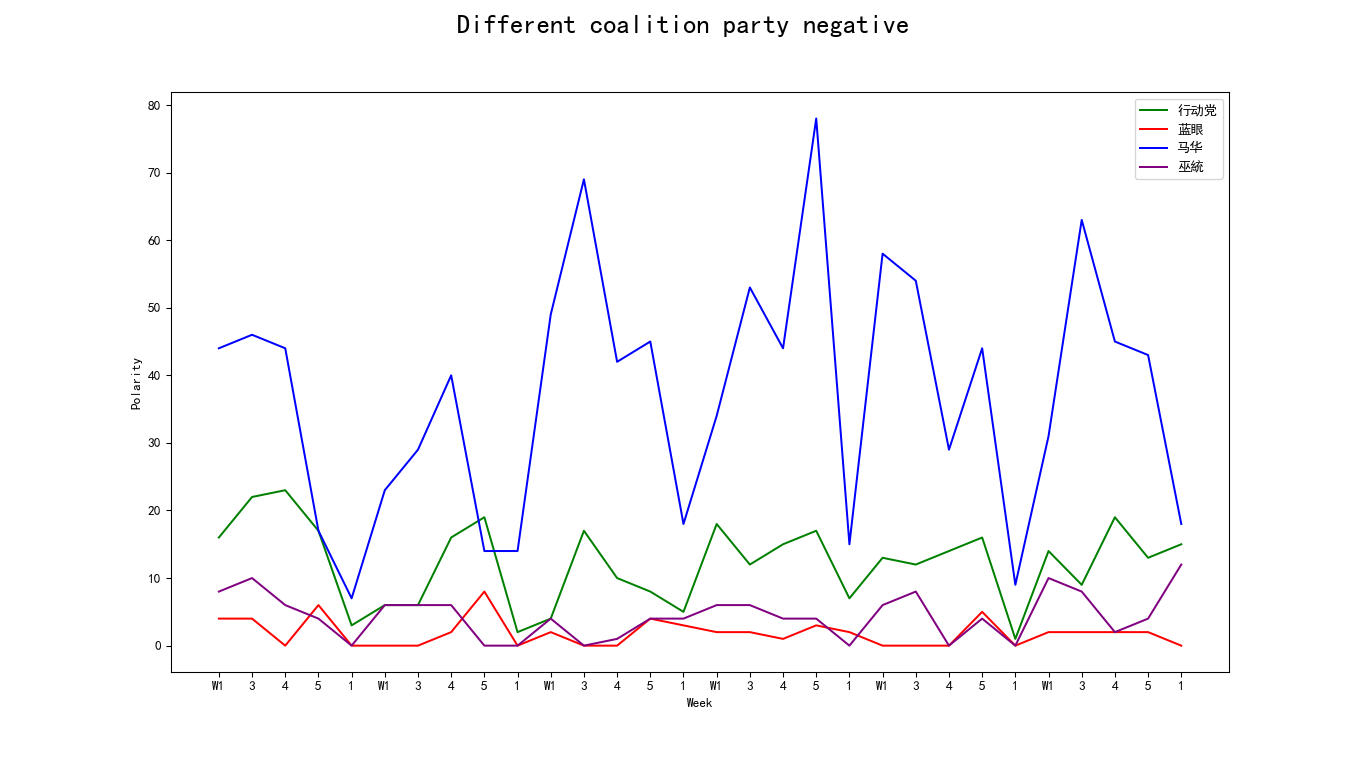 Different coalition party negative
80
70
60
50
40
30
20
10
0
Polarity
行动党
蓝眼
马华
巫統
W1 3 4 5 1 W1 3 4 5 1 W1 3 4 5 1 W1 3 4 5 1 W1 3 4 5 1 W1 3 4 5 1
Week